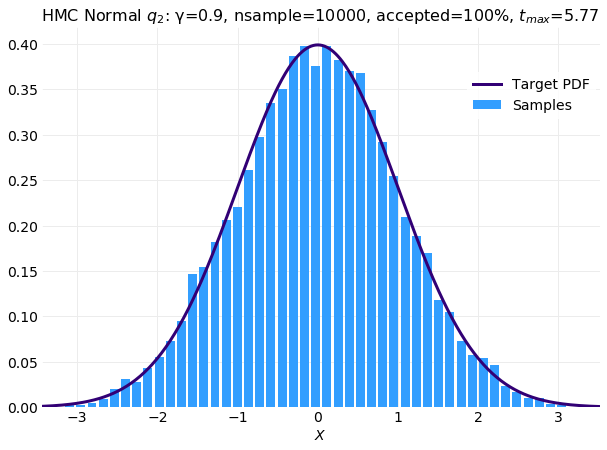 HMC Normal q₂: γ=0.9, nsample=10000, accepted=100%, t_max=5.77
0.40
0.35
0.30
0.25
0.20
0.15
0.10
0.05
0.00
Target PDF
Samples
−3 −2 −1 0 1 2 3
X